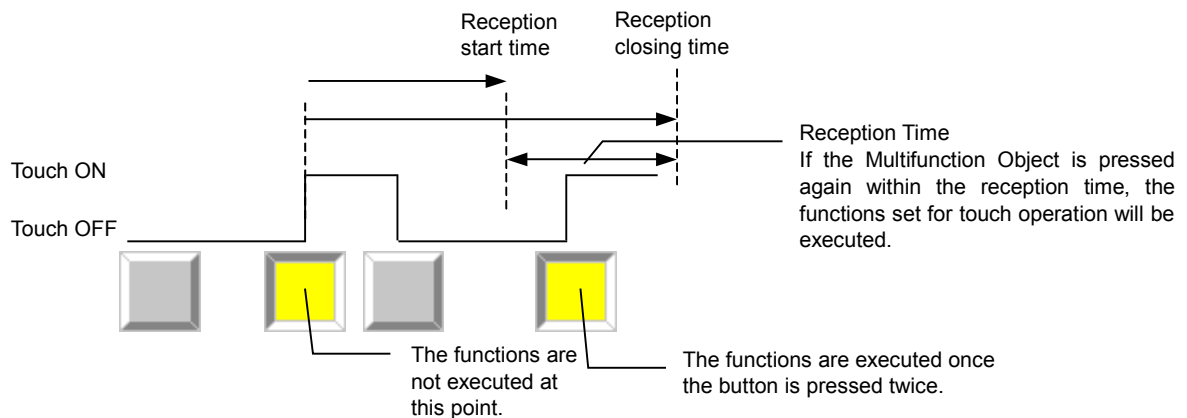 Reception
start time
Reception
closing time
Reception Time
If the Multifunction Object is pressed
again within the reception time, the
functions set for touch operation will be
executed.
Touch ON
Touch OFF
The functions are
not executed at
this point.
The functions are executed once
the button is pressed twice.